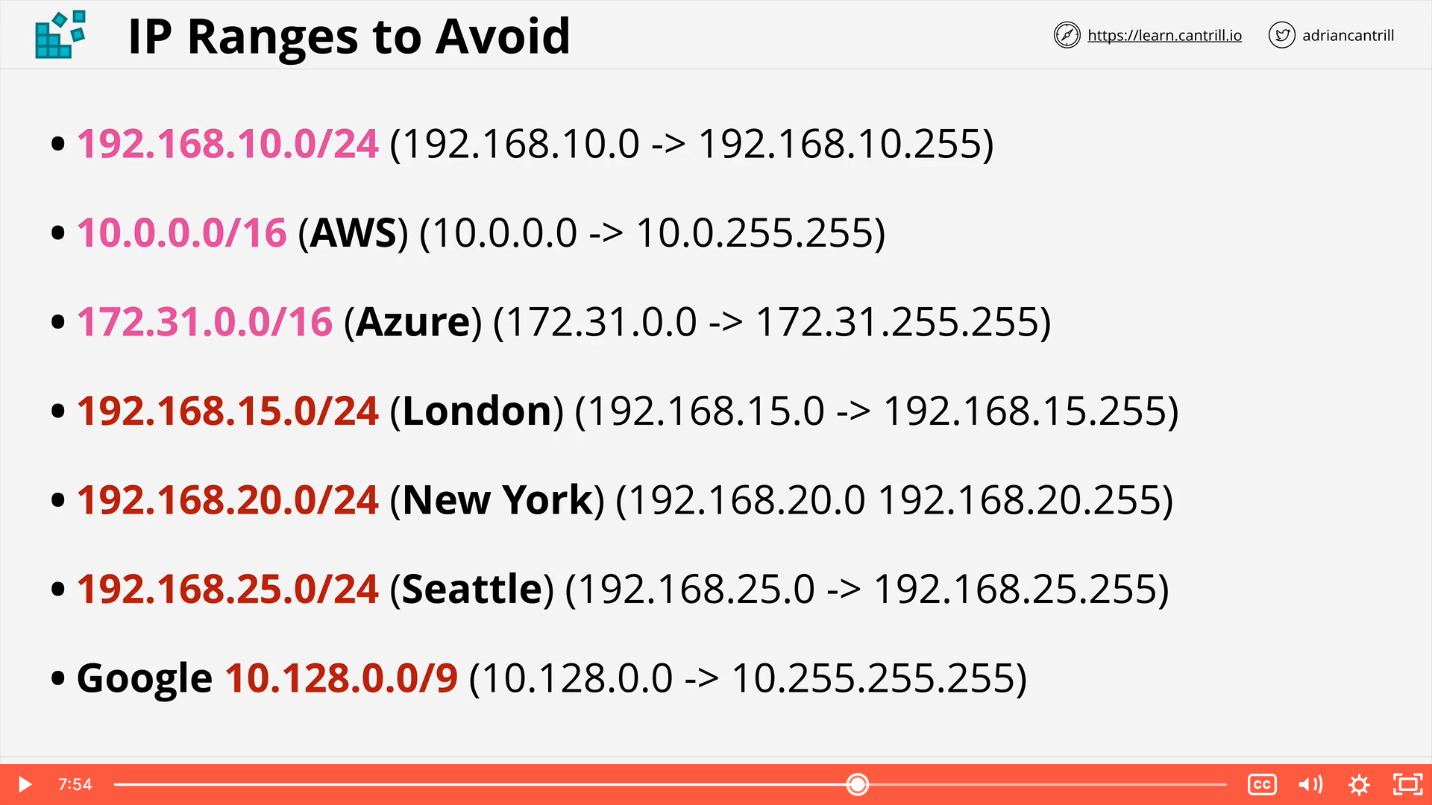 IP Ranges to Avoid
https://learn.cantrill.io
adriancantrill
• 192.168.10.0/24 (192.168.10.0 -> 192.168.10.255)
• 10.0.0.0/16 (AWS) (10.0.0.0 -> 10.0.255.255)
• 172.31.0.0/16 (Azure) (172.31.0.0 -> 172.31.255.255)
• 192.168.15.0/24 (London) (192.168.15.0 -> 192.168.15.255)
• 192.168.20.0/24 (New York) (192.168.20.0 192.168.20.255)
• 192.168.25.0/24 (Seattle) (192.168.25.0 -> 192.168.25.255)
• Google 10.128.0.0/9 (10.128.0.0 -> 10.255.255.255)
7:54
CC